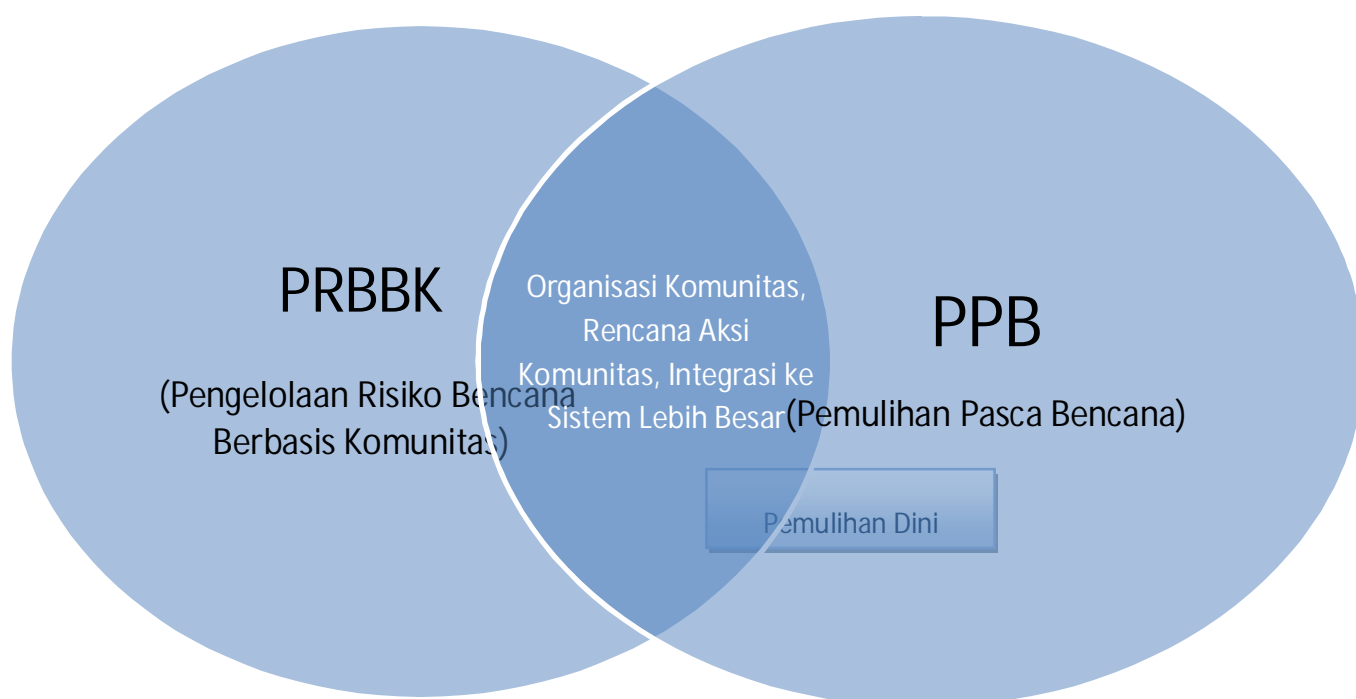 PRBBK
(Pengelolaan Risiko Bencana
Berbasis Komunitas)
Organisasi Komunitas,
Rencana Aksi
Komunitas, Integrasi ke
Sistem Lebih Besar
PPB
(Pemulihan Pasca Bencana)
Pemulihan Dini